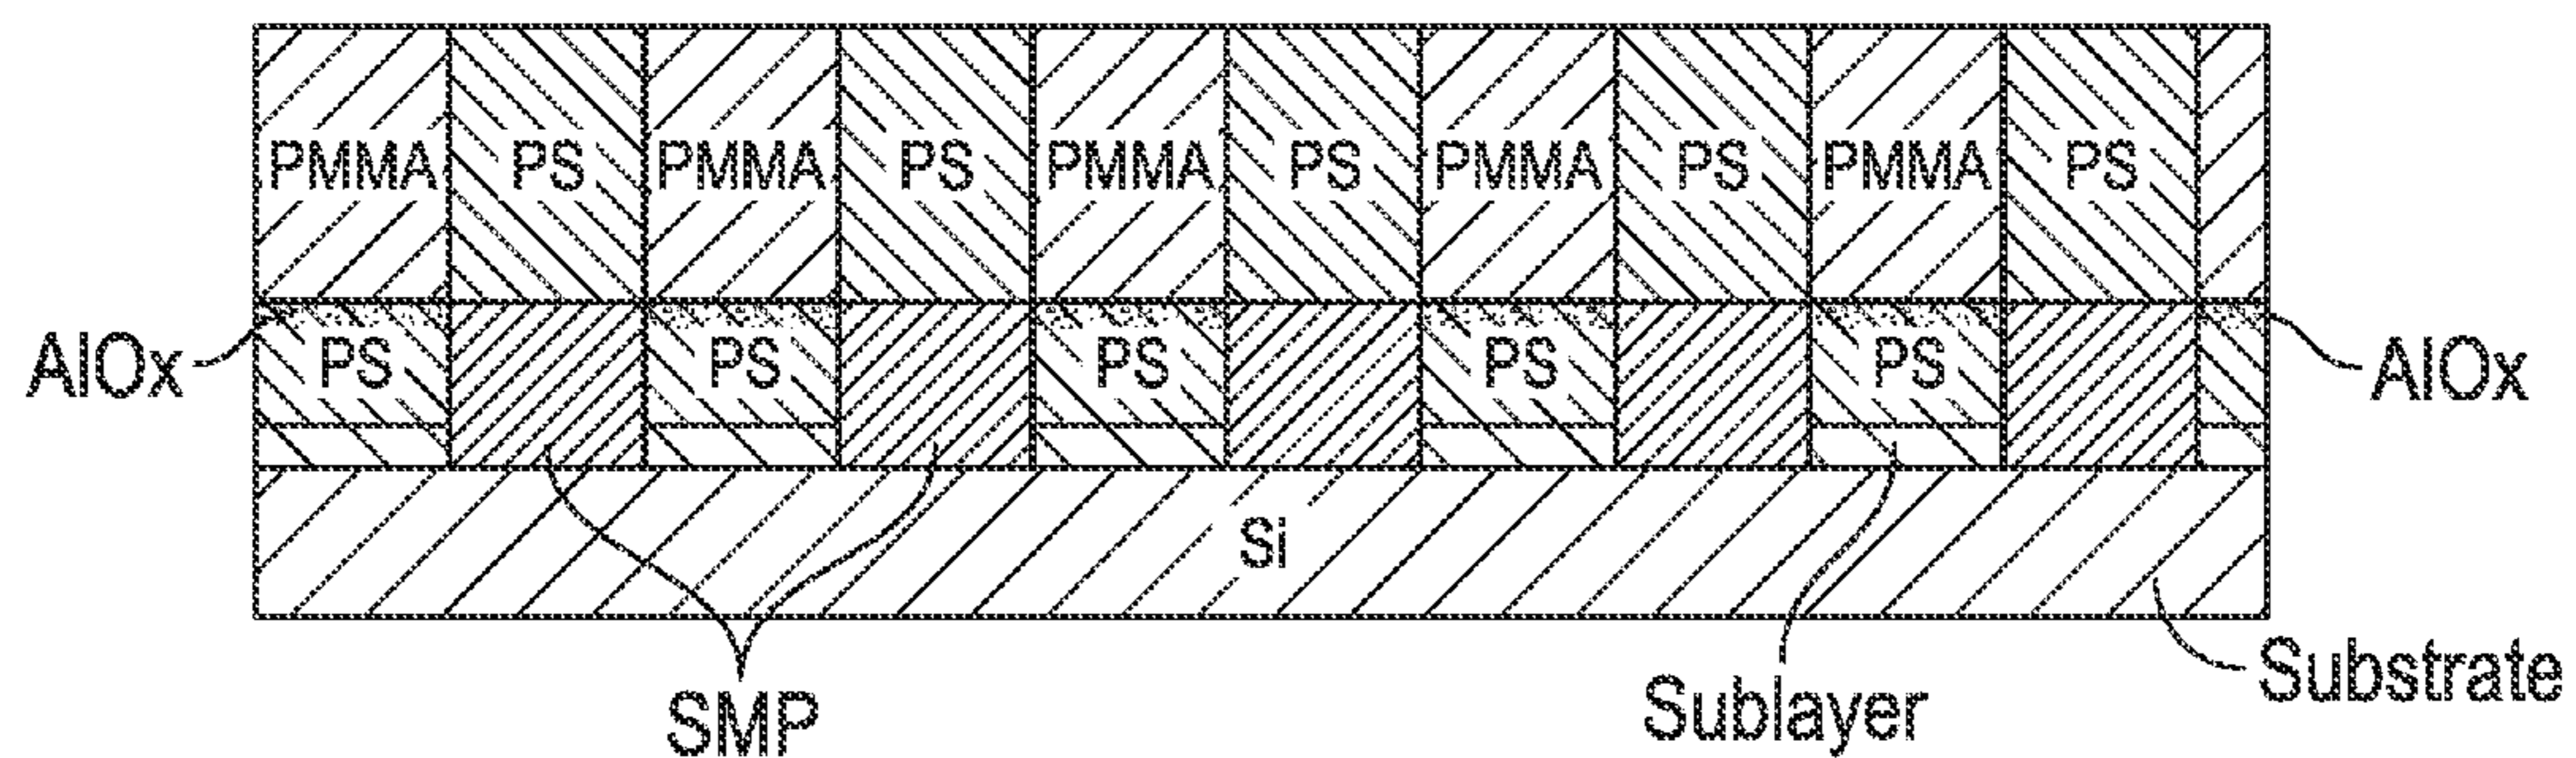 PMMA PS PMMA PS PMMA PS PMMA PS PMMA PS
AlOx PS PS PS PS PS AlOx
Si
SMP Sublayer Substrate